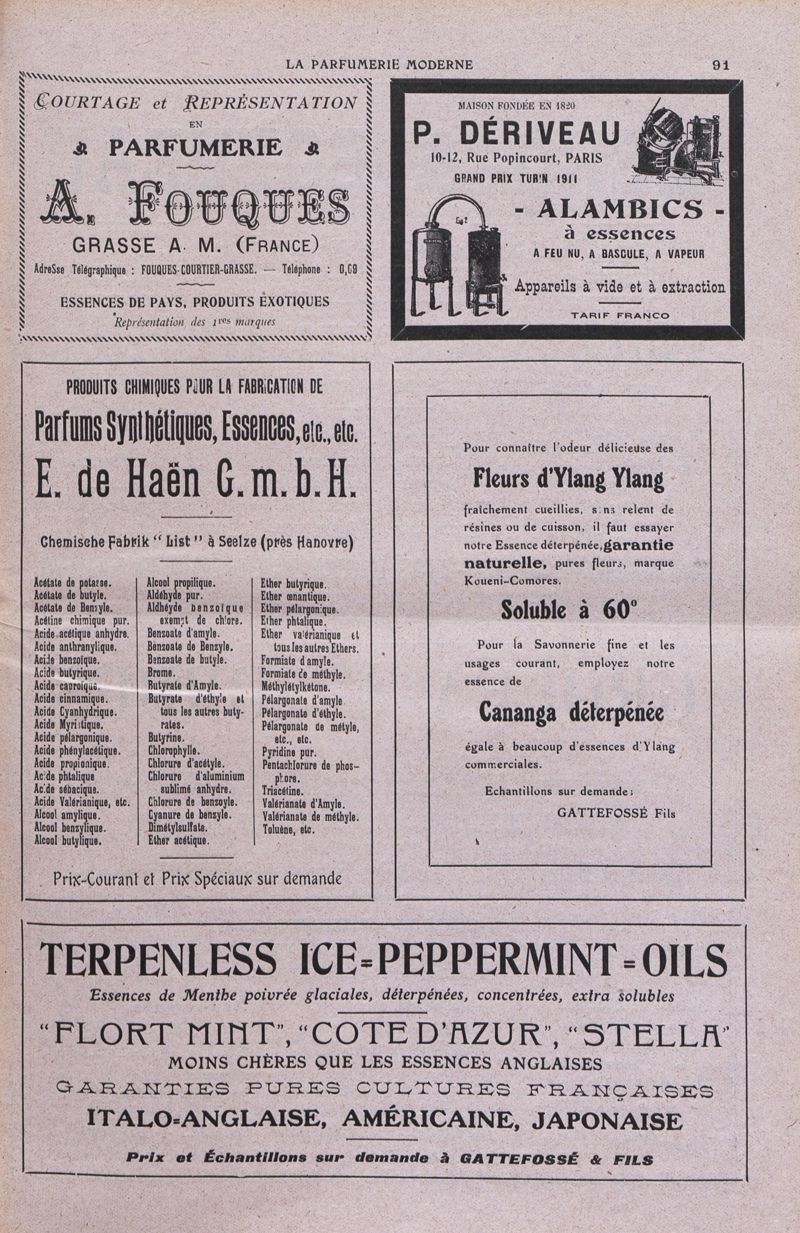 LA PARFUMERIE MODERNE
91
COURTAGE et REPRÉSENTATION
EN
PARFUMERIE
A. FOUQUES
GRASSE A. M. (FRANCE)
AdreSse Télégraphique : FOUQUES-COURTIER-GRASSE. — Téléphone : 0,69
ESSENCES DE PAYS, PRODUITS ÈXOTIQUES
Représentation des 1res marques
MAISON FONDÉE EN 1820
P. DÉRIVEAU
10-12, Rue Popincourt, PARIS
GRAND PRIX TURIN 1911
- ALAMBICS -
à essences
A FEU NU, A BASCULE, A VAPEUR
Appareils à vide et à extraction
TARIF FRANCO
PRODUITS CHIMIQUES POUR LA FABRICATION DE
Parfums Synthétiques, Essences, etc., etc.
E. de Haën G. m. b. H.
Chemische Fabrik “ List ” à Seelze (près Hanovre)
Acétate de potasse.
Acétate de butyle.
Acétate de Benzyle.
Acétine chimique pur.
Acide acétique anhydre.
Acide anthranylique.
Acide benzoïque.
Acide butyrique.
Acide caproïque.
Acide cinnamique.
Acide Cyanhydrique.
Acide Myristique.
Acide pélargonique.
Acide phénylacétique.
Acide propionique.
Acide phtalique
Acide sébacique.
Acide Valérianique, etc.
Alcool amylique.
Alcool benzylique.
Alcool butylique.
Alcool propilique.
Aldéhyde pur.
Aldhéyde benzoïque
exempt de chlore.
Benzoate d'amyle.
Benzoate de Benzyle.
Benzoate de butyle.
Brome.
Butyrate d'Amyle.
Butyrate d'éthyle et
tous les autres buty-
rates.
Butyrine.
Chlorophylle.
Chlorure d'acétyle.
Chlorure d'aluminium
sublimé anhydre.
Chlorure de benzoyle.
Cyanure de benzyle.
Dimétylsulfate.
Ether acétique.
Ether butyrique.
Ether œnantique.
Ether pélargonique.
Ether phtalique.
Ether valérianique et
tous les autres Ethers.
Formiate d'amyle.
Formiate de méthyle.
Méthylétylkétone.
Pélargonate d'amyle
Pélargonate d'éthyle.
Pélargonate de métyle,
etc., etc.
Pyridine pur.
Pentachlorure de phos-
phore.
Triacétine.
Valérianate d'Amyle.
Valérianate de méthyle.
Toluène, etc.
Prix-Courant et Prix Spéciaux sur demande
Pour connaître l'odeur délicieuse des
Fleurs d'Ylang Ylang
fraîchement cueillies, sans relent de
résines ou de cuisson, il faut essayer
notre Essence déterpénée, garantie
naturelle, pures fleurs, marque
Koueni-Comores.
Soluble à 60°
Pour la Savonnerie fine et les
usages courant, employez notre
essence de
Cananga déterpénée
égale à beaucoup d'essences d'Ylang
commerciales.
Echantillons sur demande :
GATTEFOSSÉ Fils
TERPENLESS ICE=PEPPERMINT=OILS
Essences de Menthe poivrée glaciales, déterpénées, concentrées, extra solubles
“FLORT MINT”, “COTE D'AZUR”, “STELLA”
MOINS CHÈRES QUE LES ESSENCES ANGLAISES
GARANTIES PURES CULTURES FRANÇAISES
ITALO=ANGLAISE, AMÉRICAINE, JAPONAISE
Prix et Échantillons sur demande à GATTEFOSSÉ & FILS